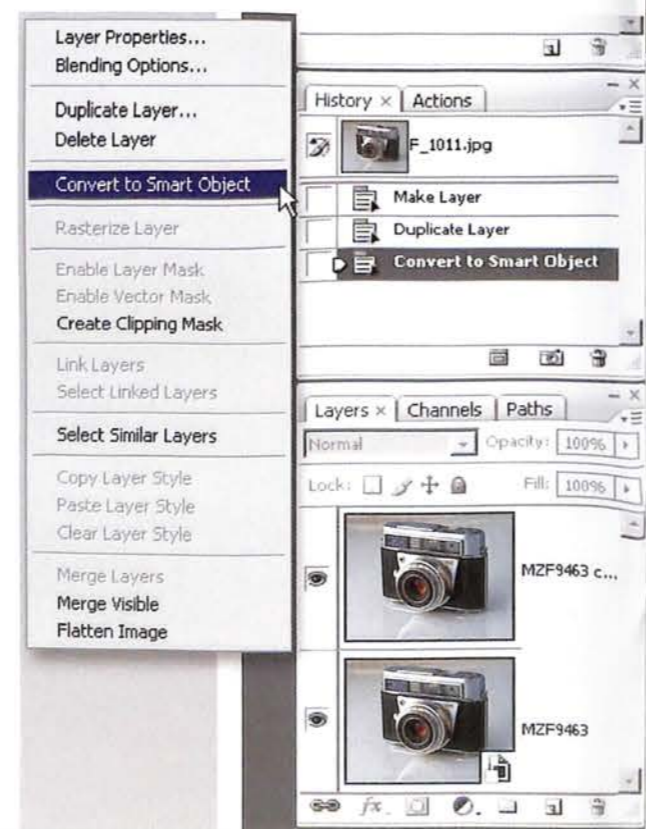 Layer Properties...
Blending Options...
Duplicate Layer...
Delete Layer
Convert to Smart Object
Rasterize Layer
Enable Layer Mask
Enable Vector Mask
Create Clipping Mask
Link Layers
Select Linked Layers
Select Similar Layers
Copy Layer Style
Paste Layer Style
Clear Layer Style
Merge Layers
Merge Visible
Flatten Image
History × Actions
F_1011.jpg
Make Layer
Duplicate Layer
Convert to Smart Object
Layers × Channels Paths
Normal Opacity: 100%
Lock: Fill: 100%
MZF9463 c...
MZF9463
fx.